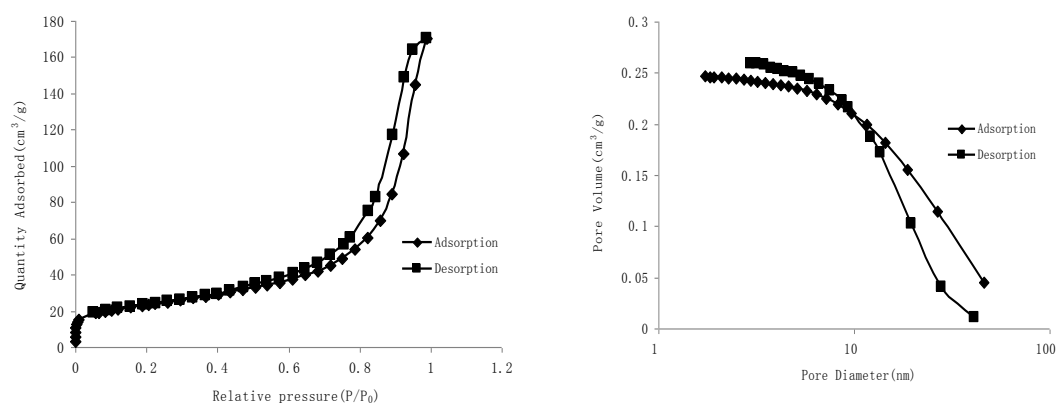 180
160
140
120
100
80
60
40
20
0
Quantity Adsorbed(cm³/g)
0 0.2 0.4 0.6 0.8 1 1.2
Relative pressure(P/P₀)
Adsorption
Desorption
0.3
0.25
0.2
0.15
0.1
0.05
0
Pore Volume(cm³/g)
1 10 100
Pore Diameter(nm)
Adsorption
Desorption